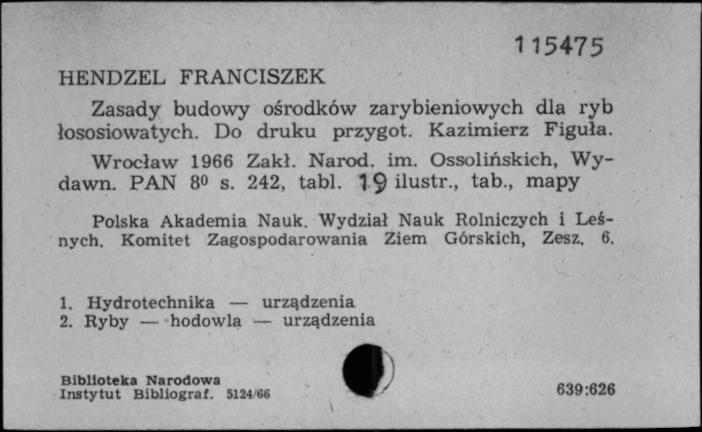 115475
HENDZEL FRANCISZEK
Zasady budowy ośrodków zarybieniowych dla ryb
łososiowatych. Do druku przygot. Kazimierz Figuła.
Wrocław 1966 Zakł. Narod. im. Ossolińskich, Wy-
dawn. PAN 8⁰ s. 242, tabl. 19 ilustr., tab., mapy
Polska Akademia Nauk. Wydział Nauk Rolniczych i Leś-
nych. Komitet Zagospodarowania Ziem Górskich, Zesz. 6.
1. Hydrotechnika — urządzenia
2. Ryby — hodowla — urządzenia
Biblioteka Narodowa
Instytut Bibliograf. 5124/66
639:626